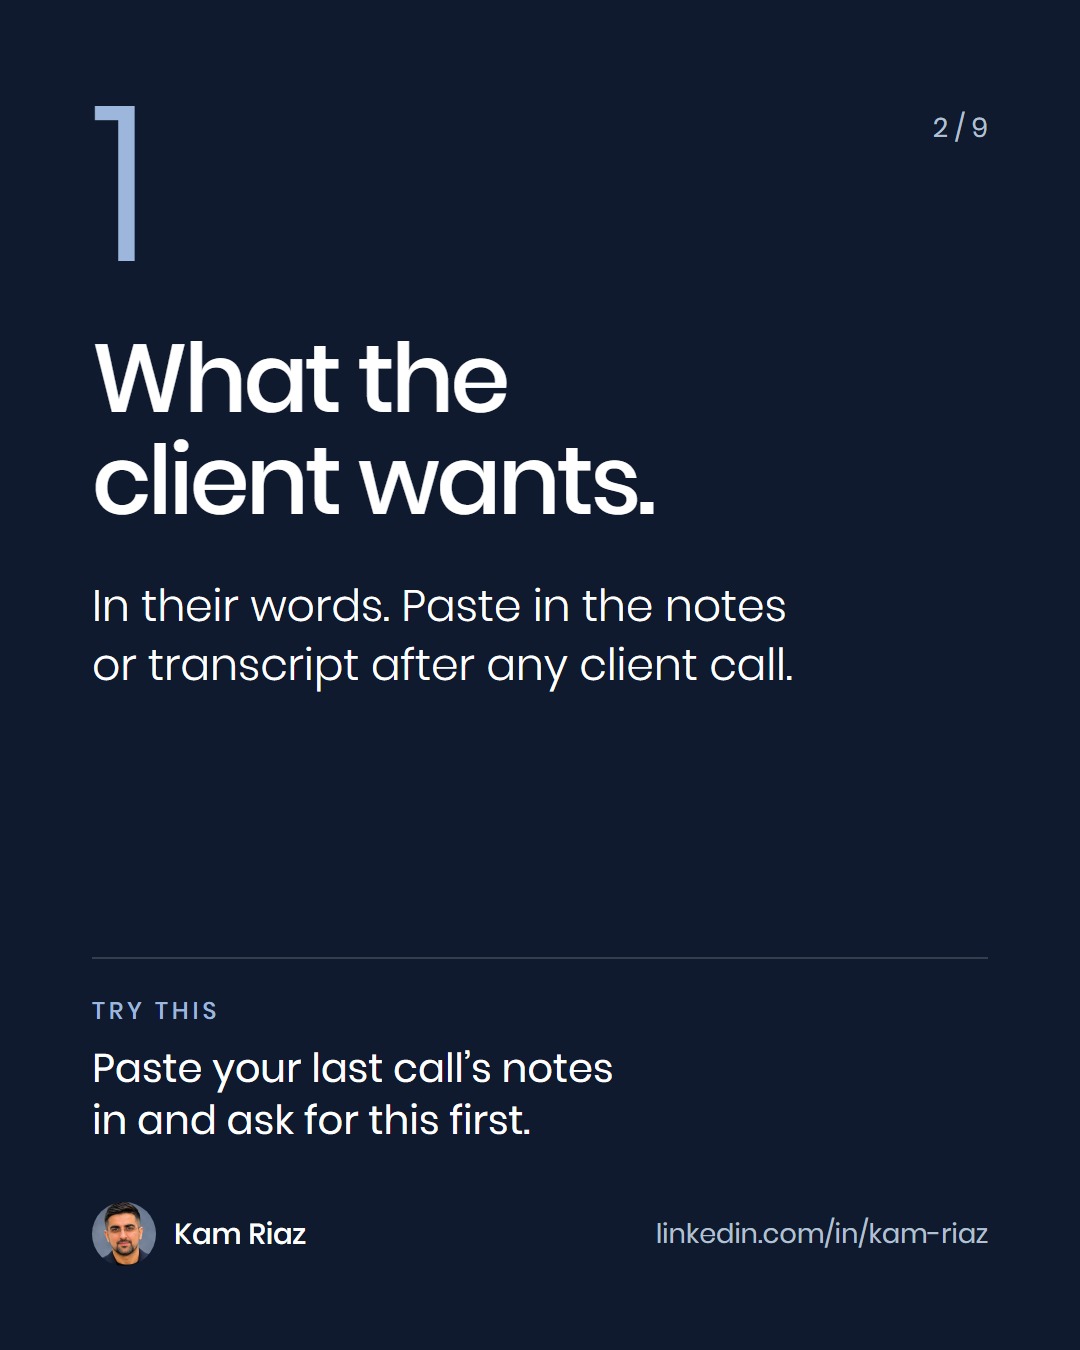 1
2 / 9
What the
client wants.
In their words. Paste in the notes
or transcript after any client call.
TRY THIS
Paste your last call’s notes
in and ask for this first.
Kam Riaz
linkedin.com/in/kam-riaz